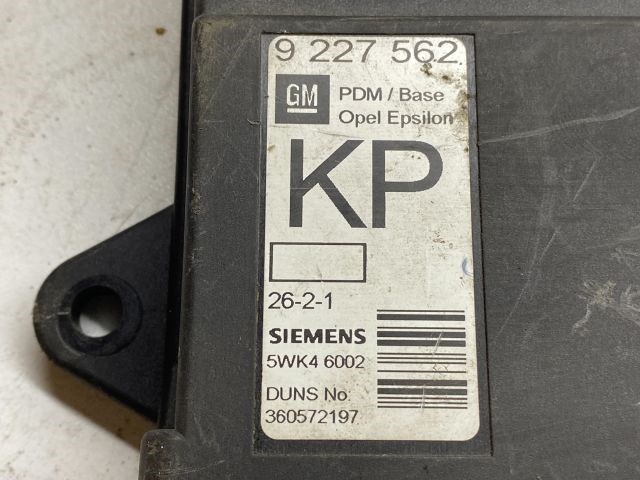 9 227 562
GM
PDM / Base
Opel Epsilon
KP
26-2-1
SIEMENS
5WK4 6002
DUNS No:
360572197